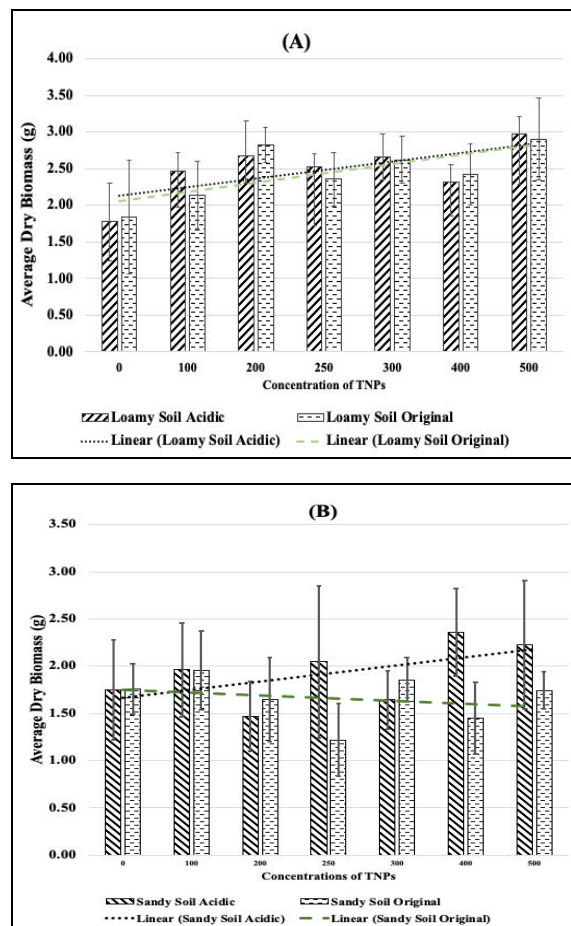 (A)
Average Dry Biomass (g)
4.00
3.50
3.00
2.50
2.00
1.50
1.00
0.50
0.00
0 100 200 250 300 400 500
Concentration of TNPs
Loamy Soil Acidic Loamy Soil Original
Linear (Loamy Soil Acidic) Linear (Loamy Soil Original)
(B)
Average Dry Biomass (g)
3.50
3.00
2.50
2.00
1.50
1.00
0.50
0.00
0 100 200 250 300 400 500
Concentrations of TNPs
Sandy Soil Acidic Sandy Soil Original
Linear (Sandy Soil Acidic) Linear (Sandy Soil Original)